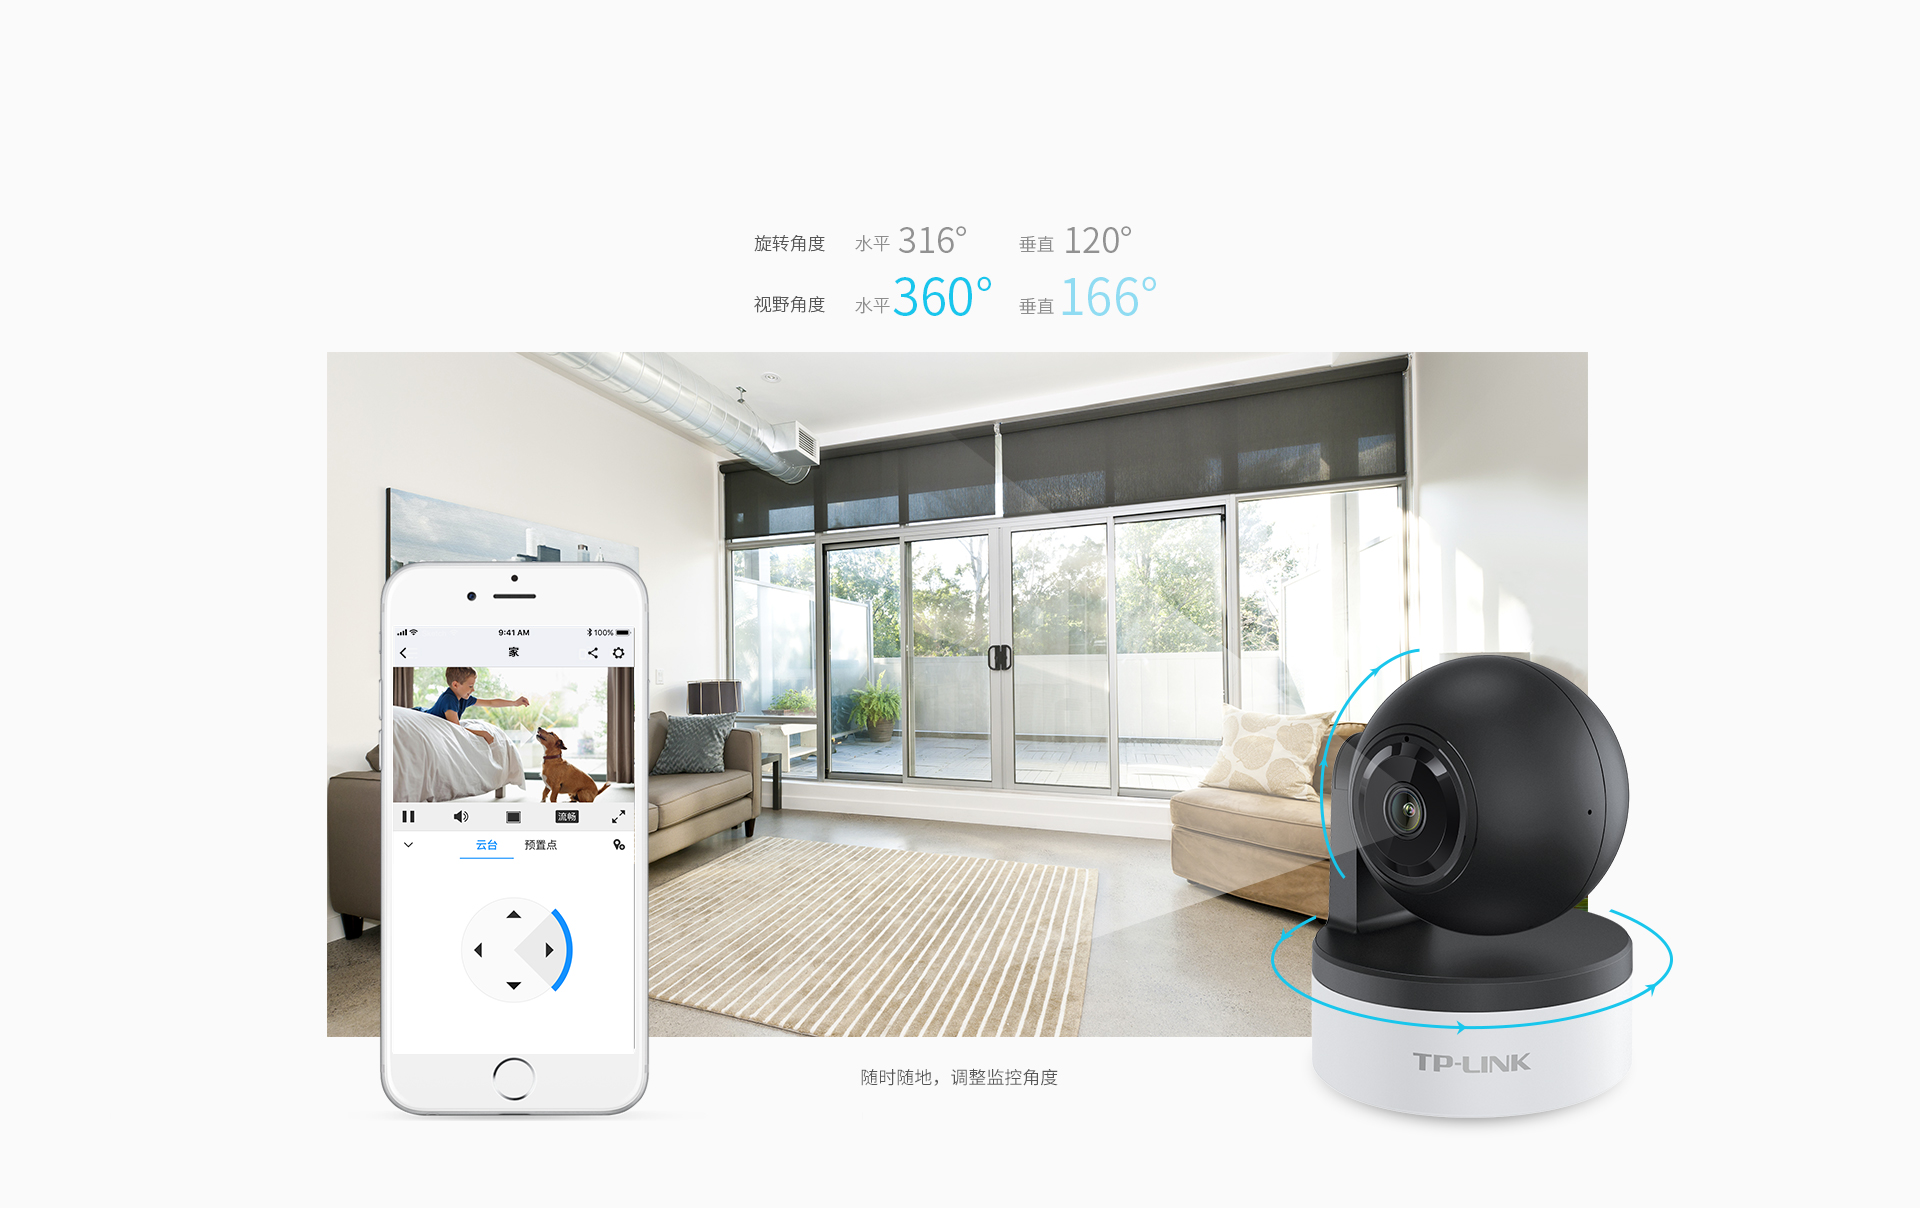 旋转角度 水平 316° 垂直 120°
视野角度 水平 360° 垂直 166°
9:41 AM 100%
家
流畅
云台 预置点
TP-LINK
随时随地，调整监控角度